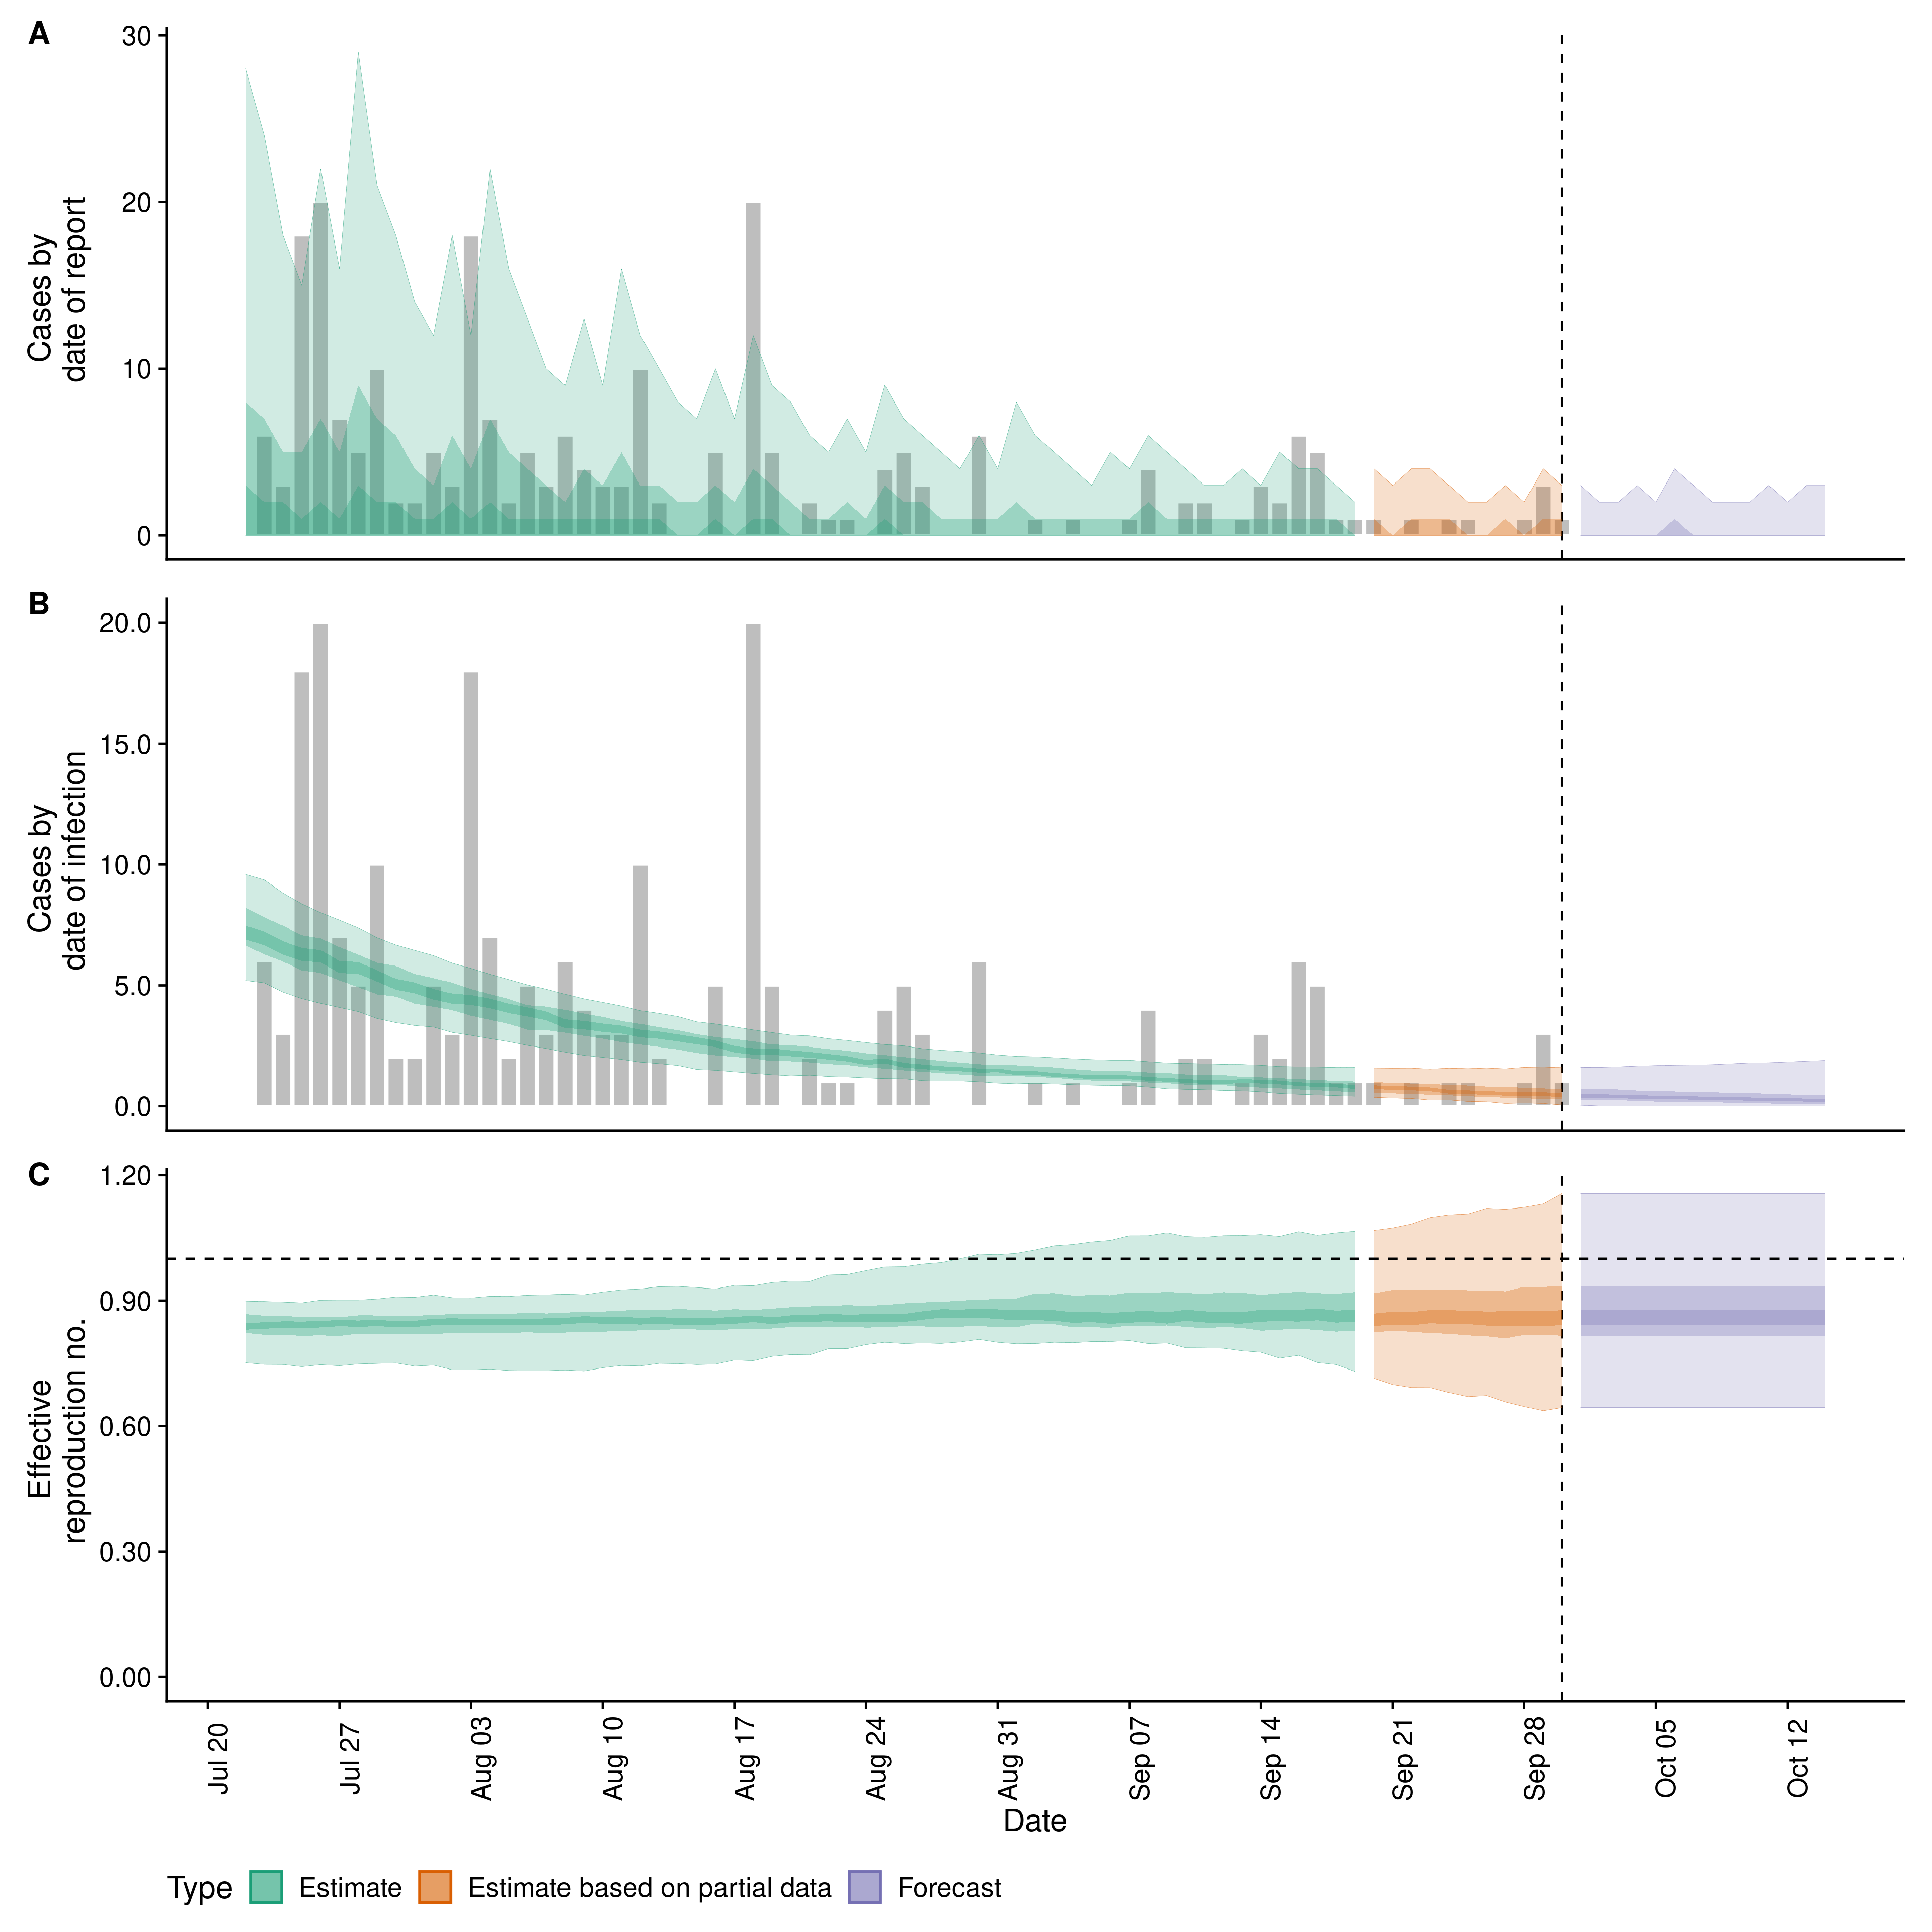 A
30
20
10
0
Cases by
date of report
B
20.0
15.0
10.0
5.0
0.0
Cases by
date of infection
C
1.20
0.90
0.60
0.30
0.00
Effective
reproduction no.
Jul 20
Jul 27
Aug 03
Aug 10
Aug 17
Aug 24
Aug 31
Sep 07
Sep 14
Sep 21
Sep 28
Oct 05
Oct 12
Date
Type Estimate Estimate based on partial data Forecast